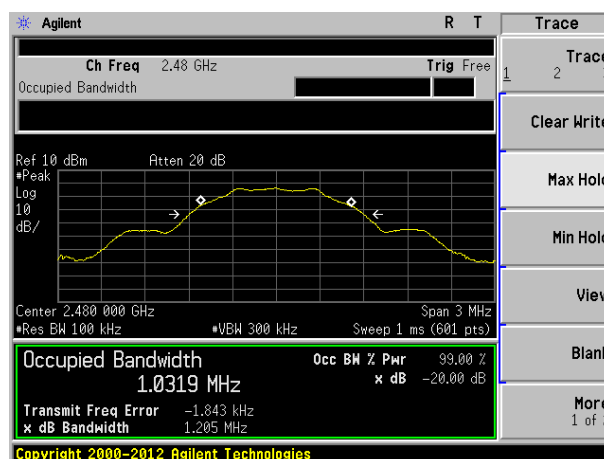 Agilent R T Trace
Ch Freq 2.48 GHz Trig Free
Occupied Bandwidth
Trace
1 2
Clear Write
Max Hold
Min Hold
View
Blank
More
1 of
Ref 10 dBm Atten 20 dB
#Peak
Log
10
dB/
Center 2.480 000 GHz Span 3 MHz
#Res BW 100 kHz #VBW 300 kHz Sweep 1 ms (601 pts)
Occupied Bandwidth Occ BW % Pwr 99.00 %
1.0319 MHz x dB -20.00 dB
Transmit Freq Error -1.843 kHz
x dB Bandwidth 1.205 MHz
Copyright 2000-2012 Agilent Technologies